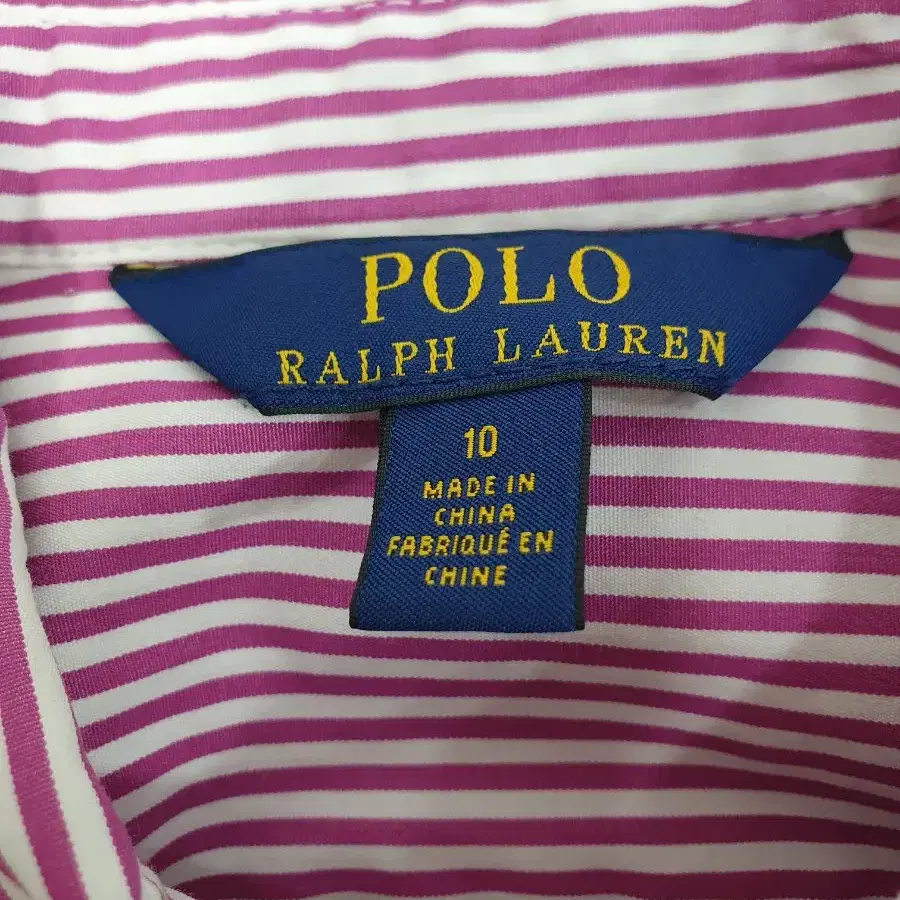 POLO
RALPH LAUREN
10
MADE IN
CHINA
FABRIQUÉ EN
CHINE